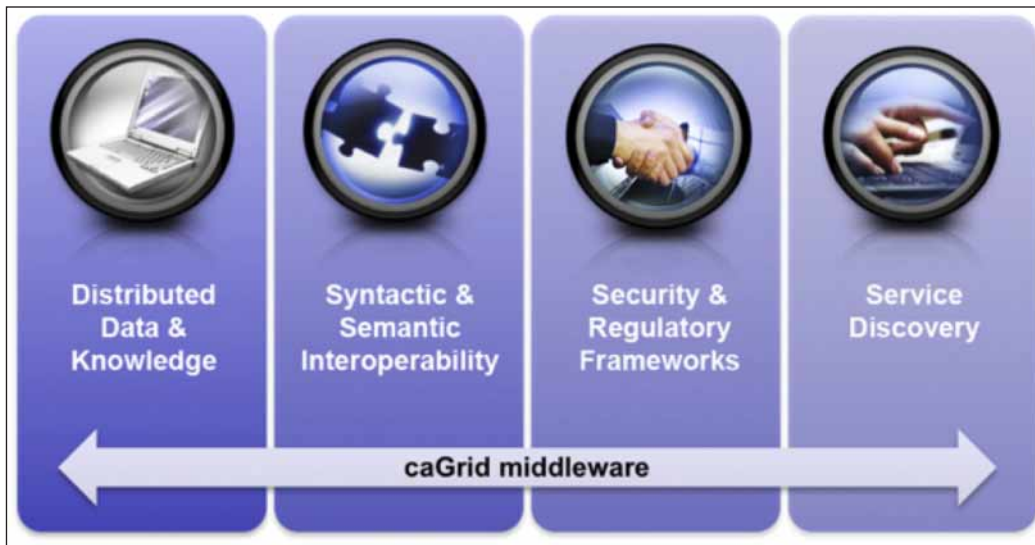 Distributed
Data &
Knowledge
Syntactic &
Semantic
Interoperability
Security &
Regulatory
Frameworks
Service
Discovery
caGrid middleware